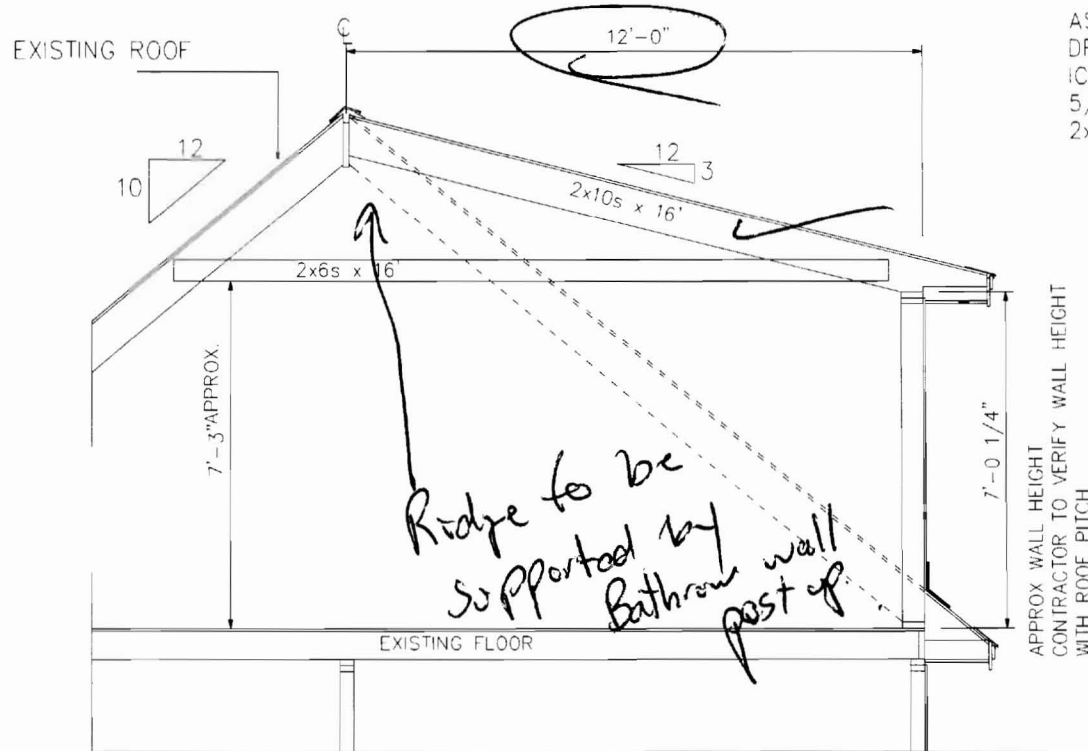 EXISTING ROOF
℄
12'-0"
12
10
12
3
2x10s x 16'
2x6s x 16'
7'-3" APPROX.
7'-0 1/4"
Ridge to be
supported by
Bathroom wall
post up.
EXISTING FLOOR
APPROX WALL HEIGHT
CONTRACTOR TO VERIFY WALL HEIGHT
WITH ROOF PITCH
AS
DR
IC
5/
2x